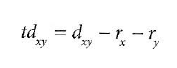 td_xy = d_xy − r_x − r_y